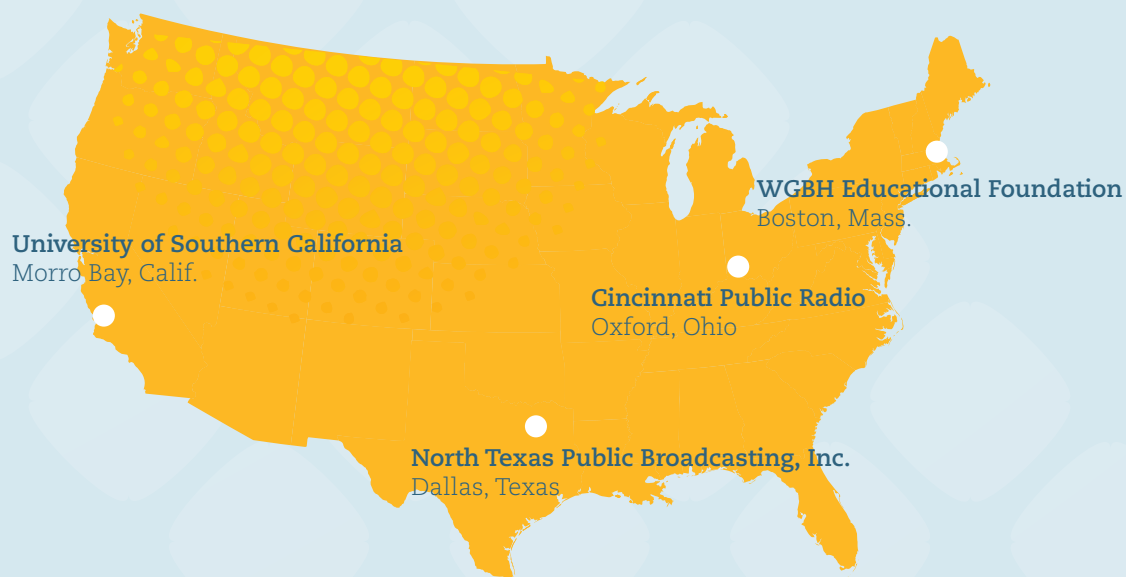 WGBH Educational Foundation
Boston, Mass.
University of Southern California
Morro Bay, Calif.
Cincinnati Public Radio
Oxford, Ohio
North Texas Public Broadcasting, Inc.
Dallas, Texas